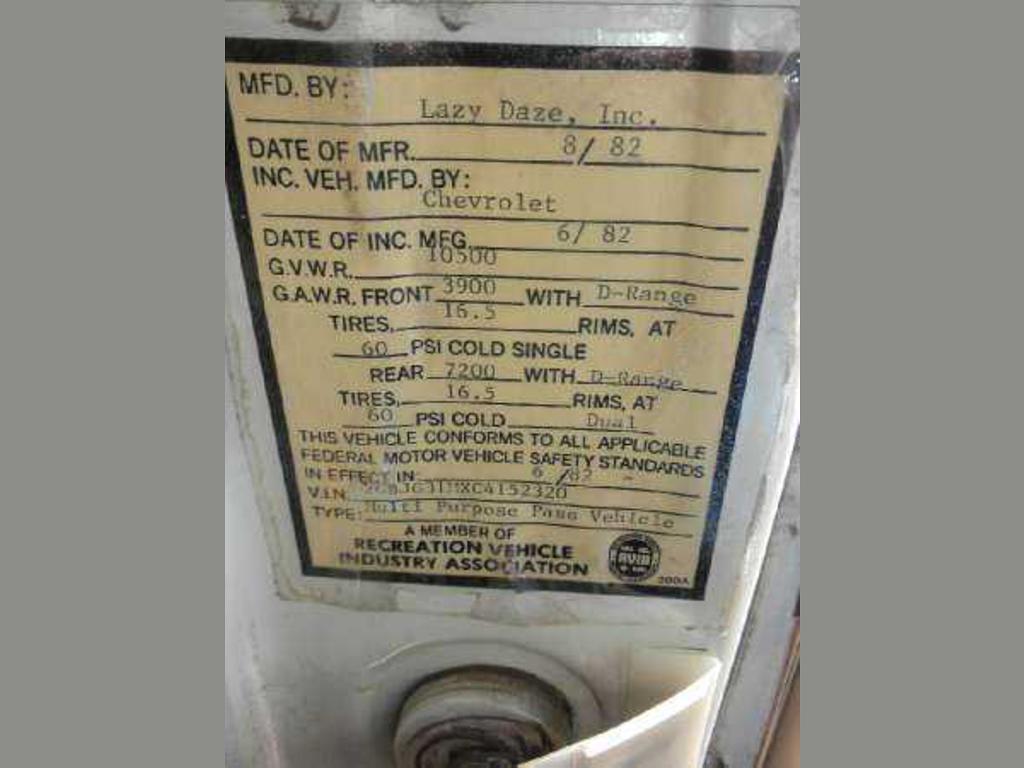 MFD. BY:
Lazy Daze, Inc.
DATE OF MFR. 8/ 82
INC. VEH. MFD. BY:
Chevrolet
DATE OF INC. MFG. 6/ 82
G.V.W.R. 10500
G.A.W.R. FRONT 3900 WITH D-Range
TIRES, 16.5 RIMS, AT
60 PSI COLD SINGLE
REAR 7200 WITH D-Range
TIRES, 16.5 RIMS, AT
60 PSI COLD Dual
THIS VEHICLE CONFORMS TO ALL APPLICABLE
FEDERAL MOTOR VEHICLE SAFETY STANDARDS
IN EFFECT IN: 6 /82
V.I.N.
TYPE: Multi Purpose Pass Vehicle
A MEMBER OF
RECREATION VEHICLE
INDUSTRY ASSOCIATION
200A